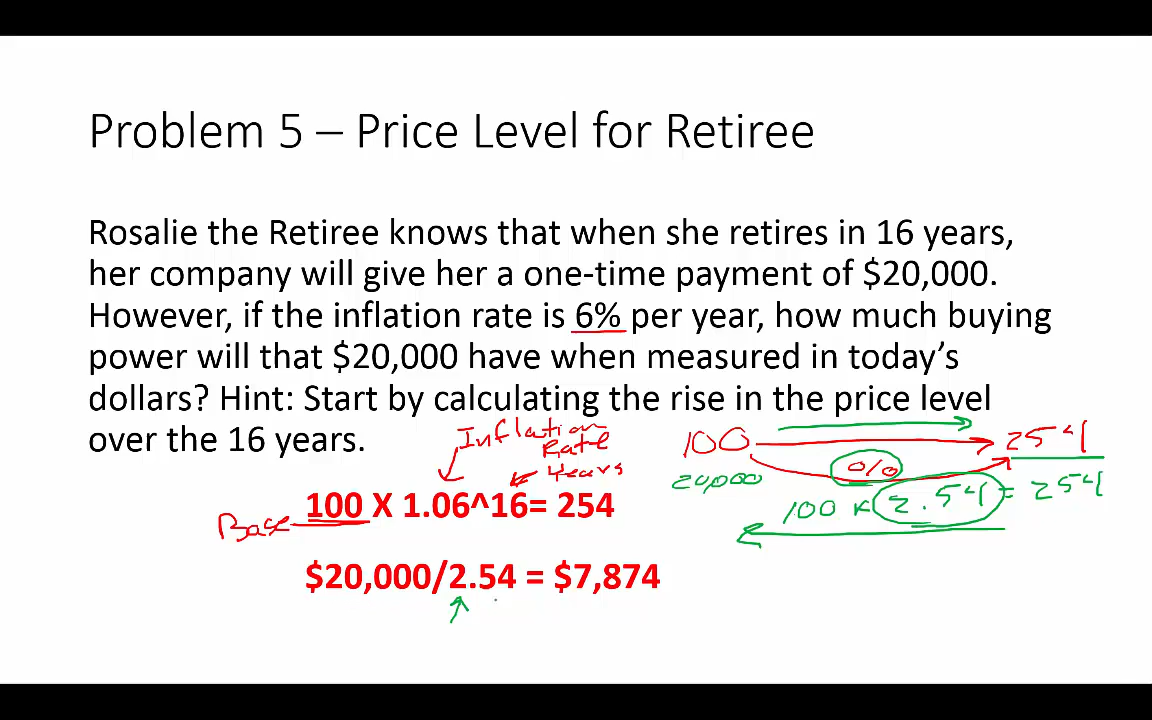 Problem 5 – Price Level for Retiree
Rosalie the Retiree knows that when she retires in 16 years,
her company will give her a one-time payment of $20,000.
However, if the inflation rate is 6% per year, how much buying
power will that $20,000 have when measured in today’s
dollars? Hint: Start by calculating the rise in the price level
over the 16 years.
Inflation
Rate
Years
100
254
%
20,000
100 x 2.54 = 254
Base
100 X 1.06^16= 254
$20,000/2.54 = $7,874